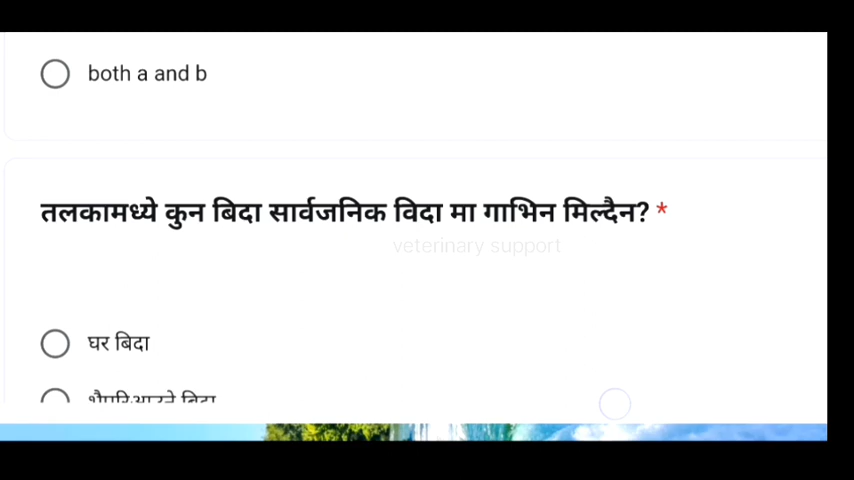 both a and b
तलकामध्ये कुन बिदा सार्वजनिक विदा मा गाभिन मिल्दैन? *
veterinary support
घर बिदा